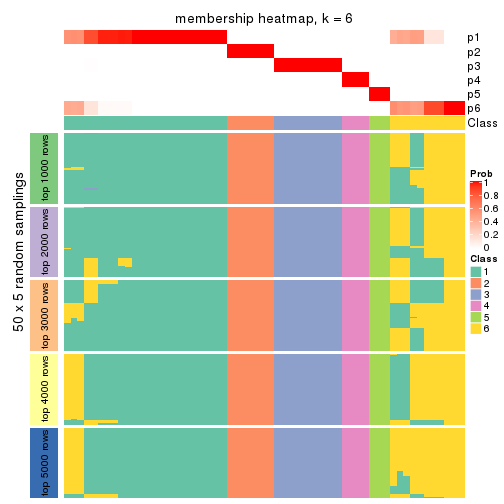 membership heatmap, k = 6
p1
p2
p3
p4
p5
p6
Class
50 x 5 random samplings
top 1000 rows
top 2000 rows
top 3000 rows
top 4000 rows
top 5000 rows
Prob
1
0.8
0.6
0.4
0.2
0
Class
1
2
3
4
5
6